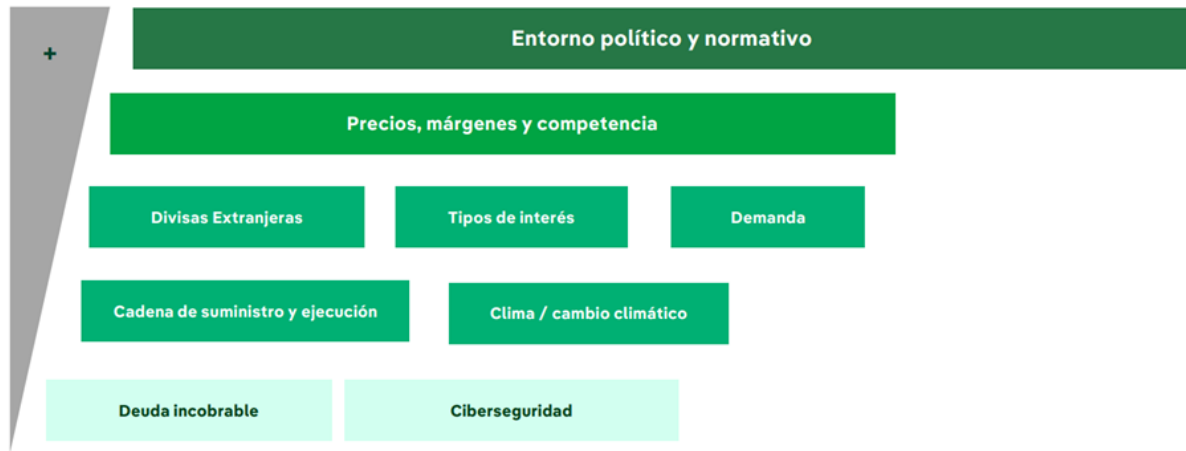 +
Entorno político y normativo
Precios, márgenes y competencia
Divisas Extranjeras
Tipos de interés
Demanda
Cadena de suministro y ejecución
Clima / cambio climático
Deuda incobrable
Ciberseguridad